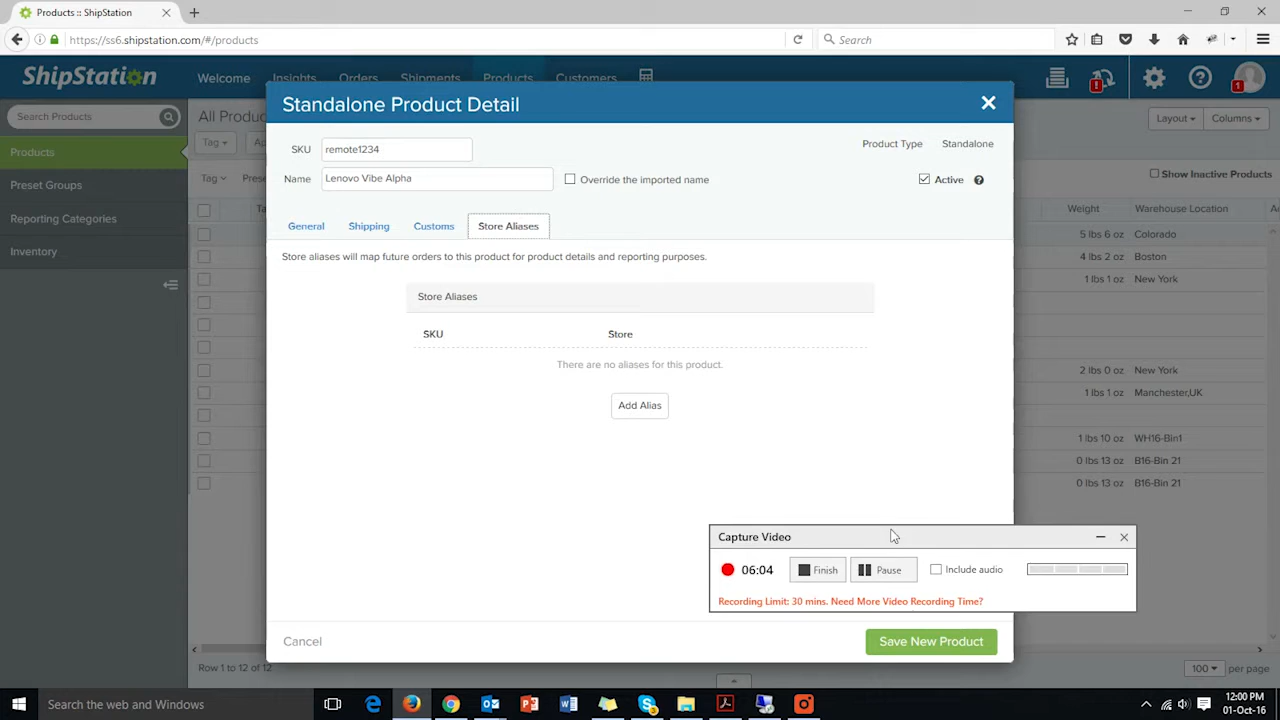 Products :: ShipStation
https://ss6.shipstation.com/#/products
Search
ShipStation
Welcome Insights Orders Shipments Products Customers
1
1
Search Products
All Produc
Layout Columns
Standalone Product Detail
Products
Preset Groups
Reporting Categories
Inventory
Tag
Tag Prese
Show Inactive Products
SKU remote1234
Product Type Standalone
Name Lenovo Vibe Alpha
Override the imported name
Active
General Shipping Customs Store Aliases
Store aliases will map future orders to this product for product details and reporting purposes.
Store Aliases
SKU Store
There are no aliases for this product.
Add Alias
Weight Warehouse Location
5 lbs 6 oz Colorado
4 lbs 2 oz Boston
1 lbs 1 oz New York
2 lbs 0 oz New York
1 lbs 1 oz Manchester,UK
1 lbs 10 oz WH16-Bin1
0 lbs 13 oz B16-Bin 21
0 lbs 13 oz B16-Bin 21
Capture Video
06:04 Finish Pause Include audio
Recording Limit: 30 mins. Need More Video Recording Time?
Cancel
Save New Product
Row 1 to 12 of 12
100 per page
Search the web and Windows
12:00 PM
01-Oct-16